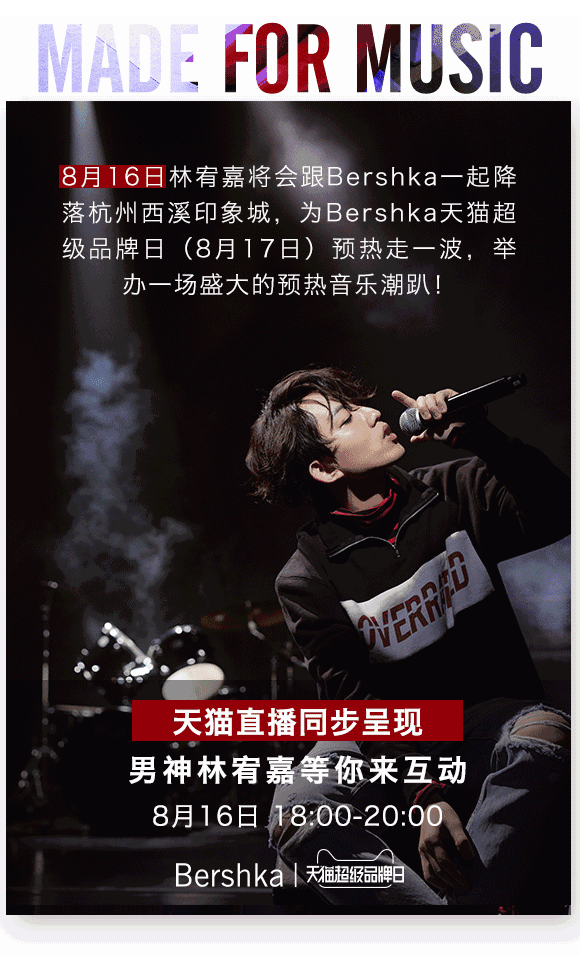 MADE FOR MUSIC
8月16日林宥嘉将会跟Bershka一起降
落杭州西溪印象城，为Bershka天猫超
级品牌日（8月17日）预热走一波，举
办一场盛大的预热音乐潮趴！
OVERRATED
天猫直播同步呈现
男神林宥嘉等你来互动
8月16日 18:00-20:00
Bershka | 天猫超级品牌日